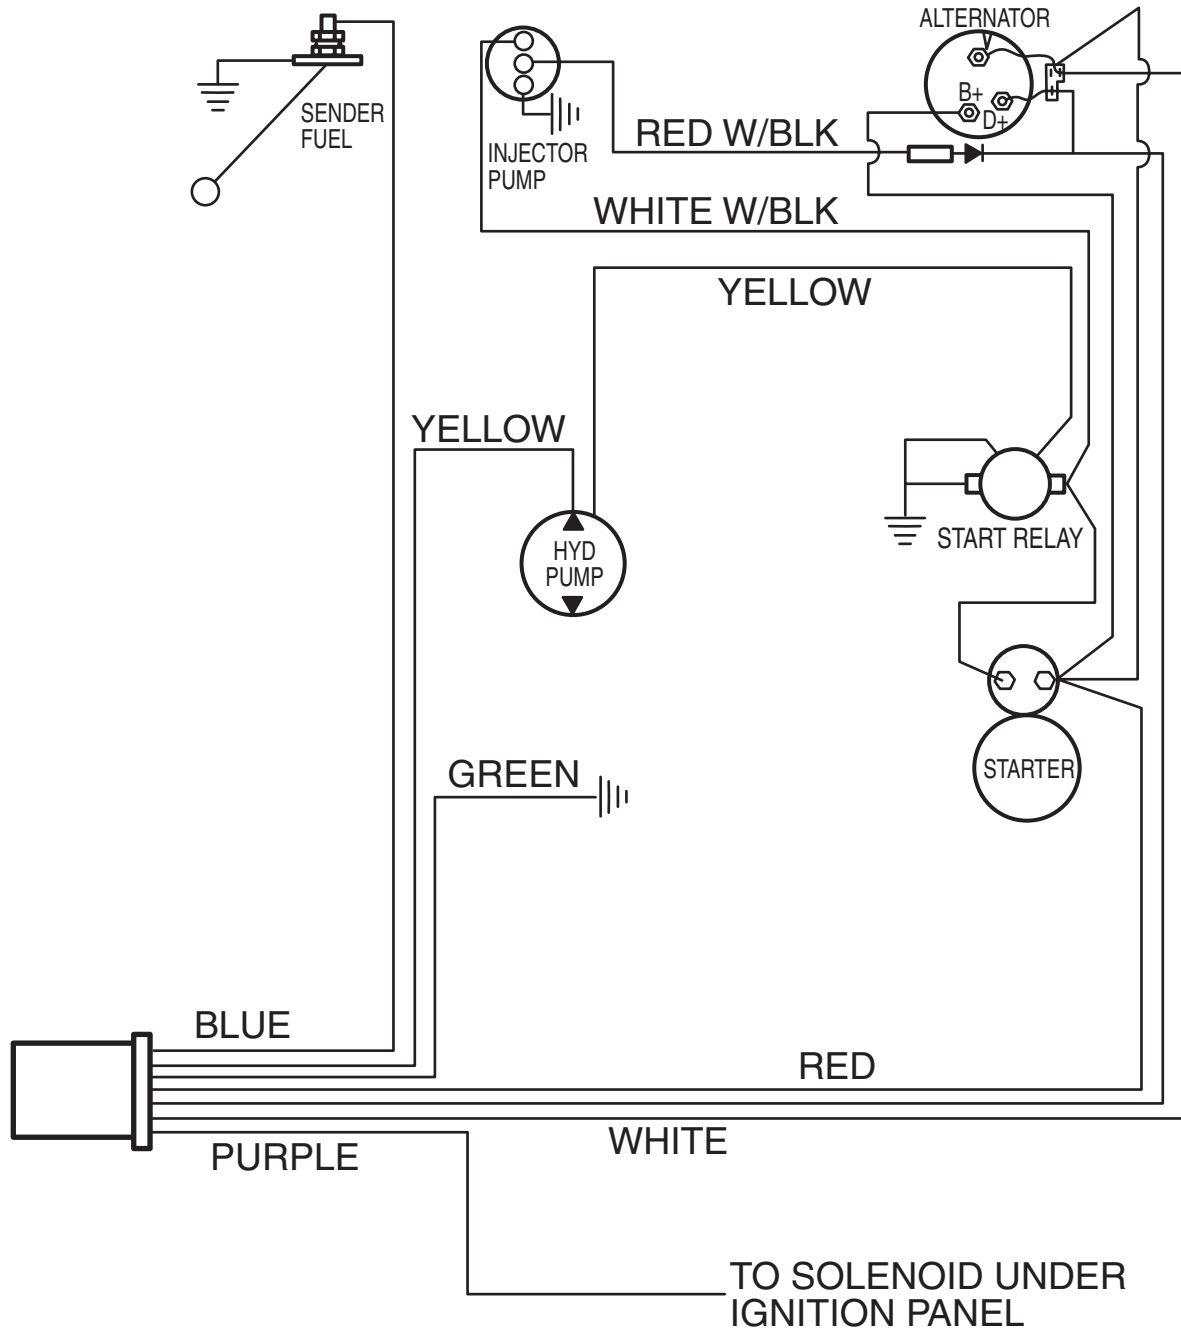 ALTERNATOR
SENDER
FUEL
B+
D+
INJECTOR
PUMP
RED W/BLK
WHITE W/BLK
YELLOW
YELLOW
HYD
PUMP
START RELAY
STARTER
GREEN
BLUE
RED
WHITE
PURPLE
TO SOLENOID UNDER
IGNITION PANEL